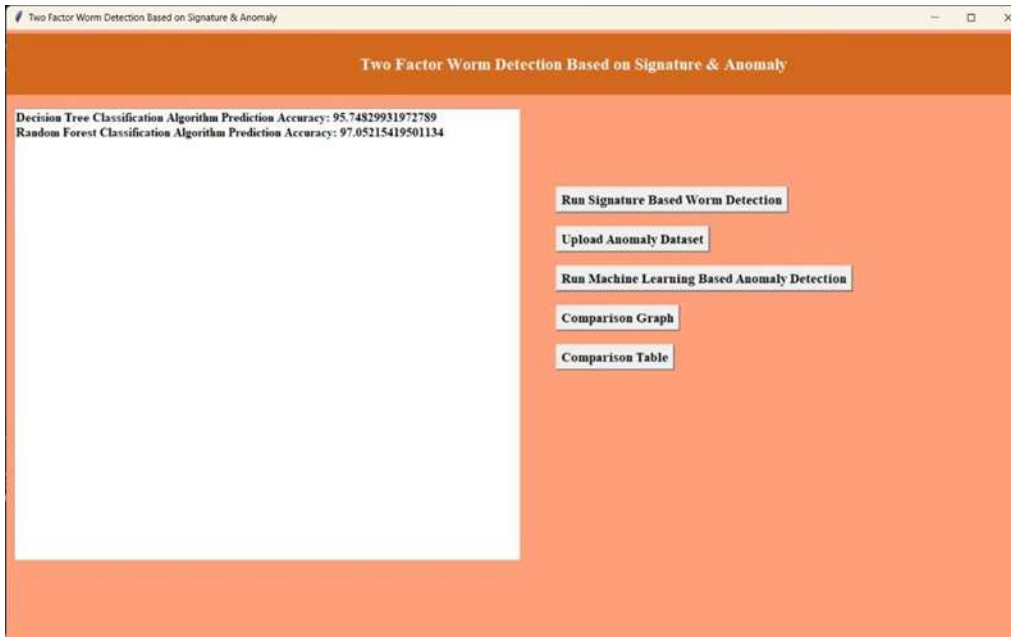 Two Factor Worm Detection Based on Signature & Anomaly
Two Factor Worm Detection Based on Signature & Anomaly
Decision Tree Classification Algorithm Prediction Accuracy: 95.74829931972789
Random Forest Classification Algorithm Prediction Accuracy: 97.05215419501134
Run Signature Based Worm Detection
Upload Anomaly Dataset
Run Machine Learning Based Anomaly Detection
Comparison Graph
Comparison Table